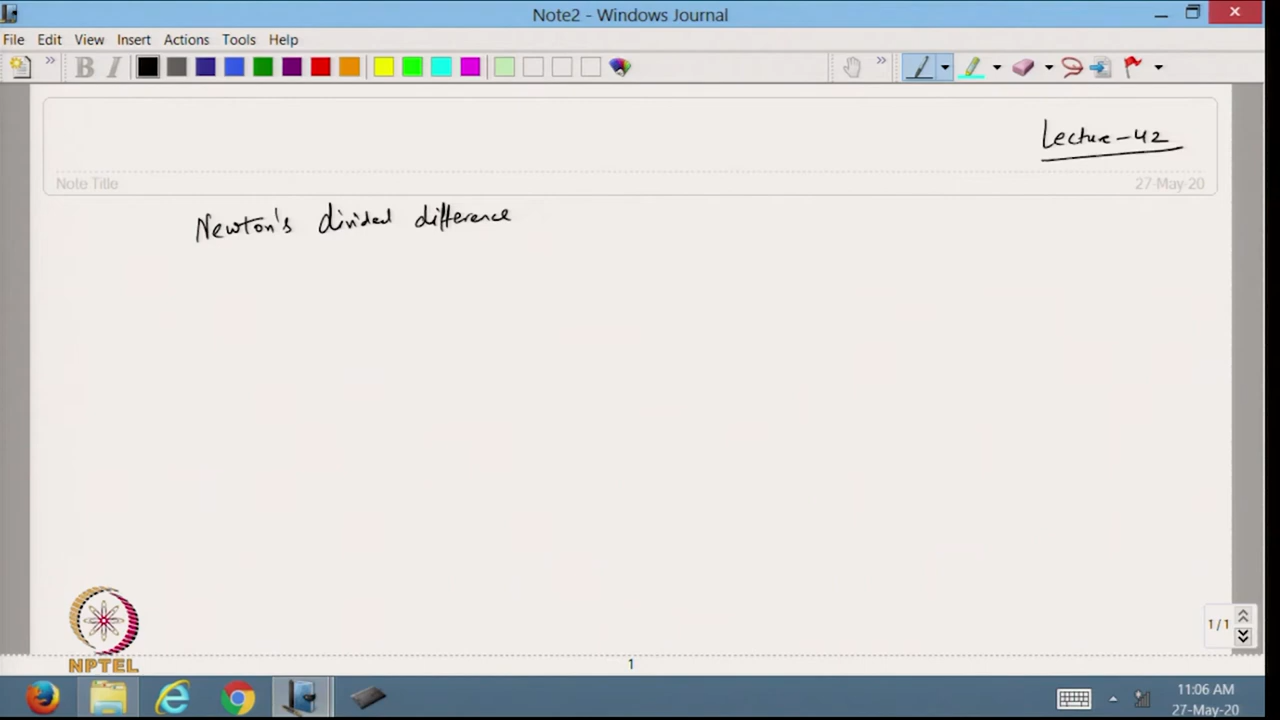 Note2 - Windows Journal
File Edit View Insert Actions Tools Help
B I
Lecture-42
Note Title
27-May-20
Newton's divided difference
1/1
NPTEL
1
11:06 AM
27-May-20